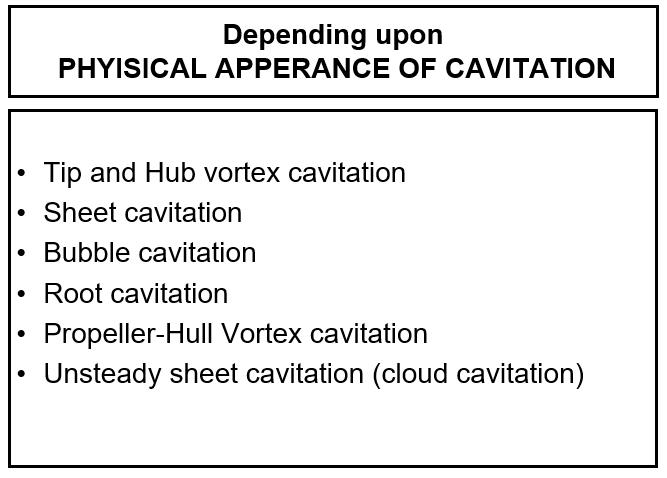 Depending upon
PHYISICAL APPERANCE OF CAVITATION
• Tip and Hub vortex cavitation
• Sheet cavitation
• Bubble cavitation
• Root cavitation
• Propeller-Hull Vortex cavitation
• Unsteady sheet cavitation (cloud cavitation)